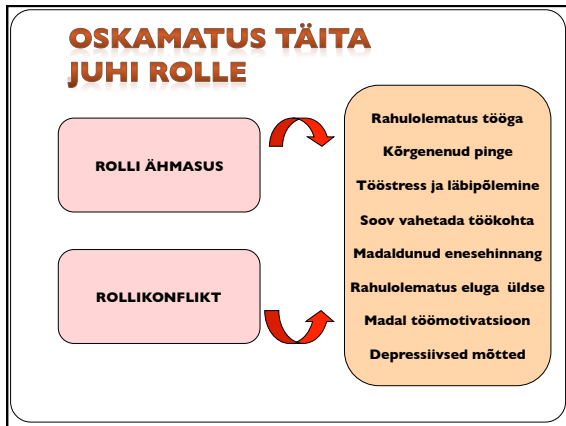 OSKAMATUS TÄITA
JUHI ROLLE
ROLLI ÄHMASUS
ROLLIKONFLIKT
Rahulolematus tööga
Kõrgenenud pinge
Tööstress ja läbipõlemine
Soov vahetada töökohta
Madaldunud enesehinnang
Rahulolematus eluga üldse
Madal töömotivatsioon
Depressiivsed mõtted